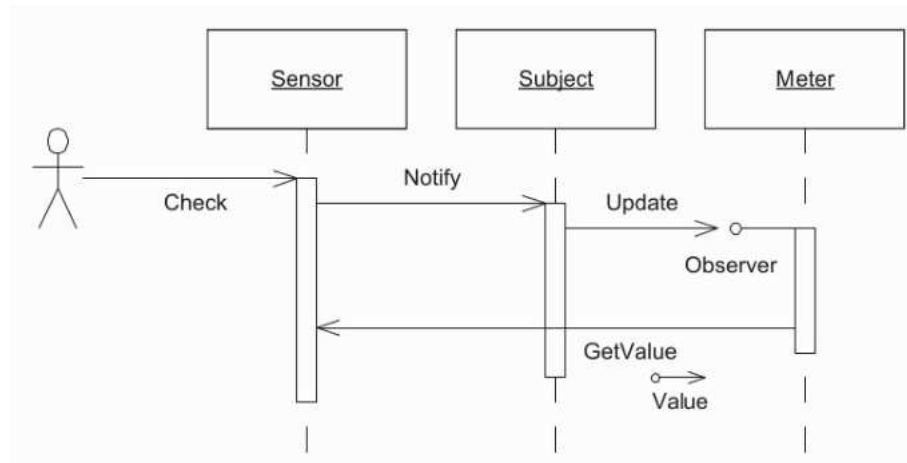 Sensor
Subject
Meter
Check
Notify
Update
Observer
GetValue
Value